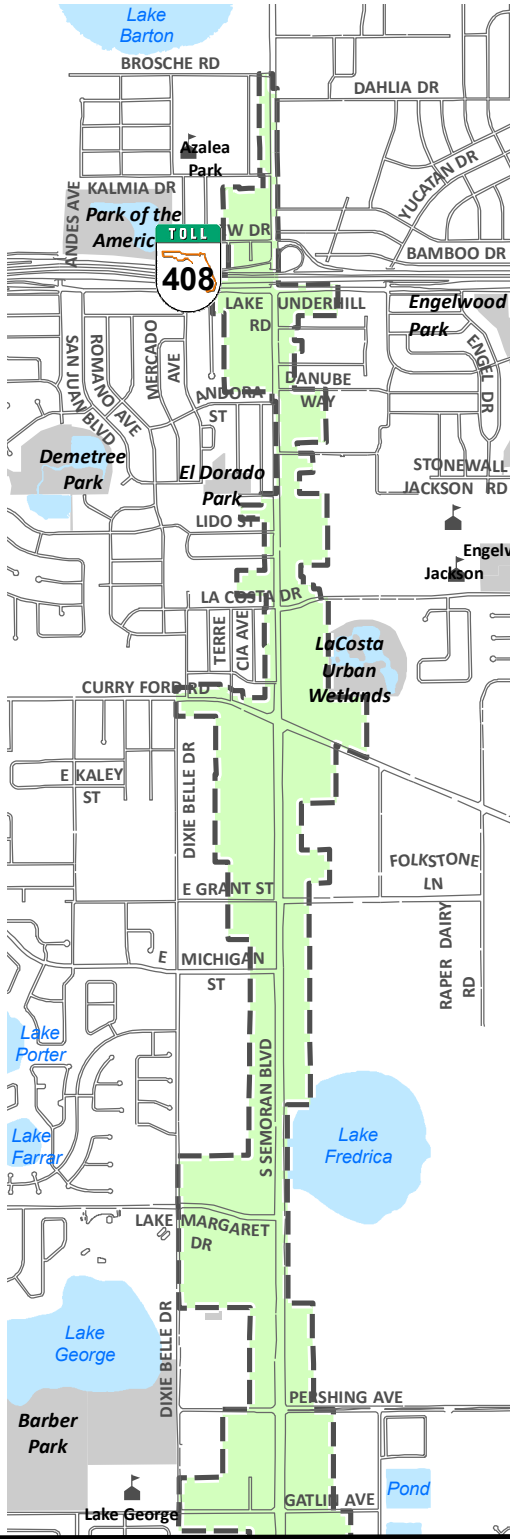 Lake
Barton
BROSCHE RD
DAHLIA DR
Azalea
Park
YUCATAN DR
ANDES AVE
KALMIA DR
Park of the
Americ
W DR
TOLL
408
BAMBOO DR
LAKE UNDERHILL
RD
Engelwood
Park
SAN JUAN BLVD
ROMANO AVE
MERCADO
AVE
ENGEL DR
DANUBE
WAY
ANDORA
ST
Demetree
Park
El Dorado
Park
STONEWALL
JACKSON RD
LIDO ST
Engelv
Jackson
LA COSTA DR
TERRE
CIA AVE
LaCosta
Urban
Wetlands
CURRY FORD RD
DIXIE BELLE DR
E KALEY
ST
FOLKSTONE
LN
E GRANT ST
RAPER DAIRY
RD
E MICHIGAN
ST
Lake
Porter
S SEMORAN BLVD
Lake
Farrar
Lake
Fredrica
LAKE MARGARET
DR
Lake
George
DIXIE BELLE DR
PERSHING AVE
Barber
Park
Pond
GATLIN AVE
Lake George